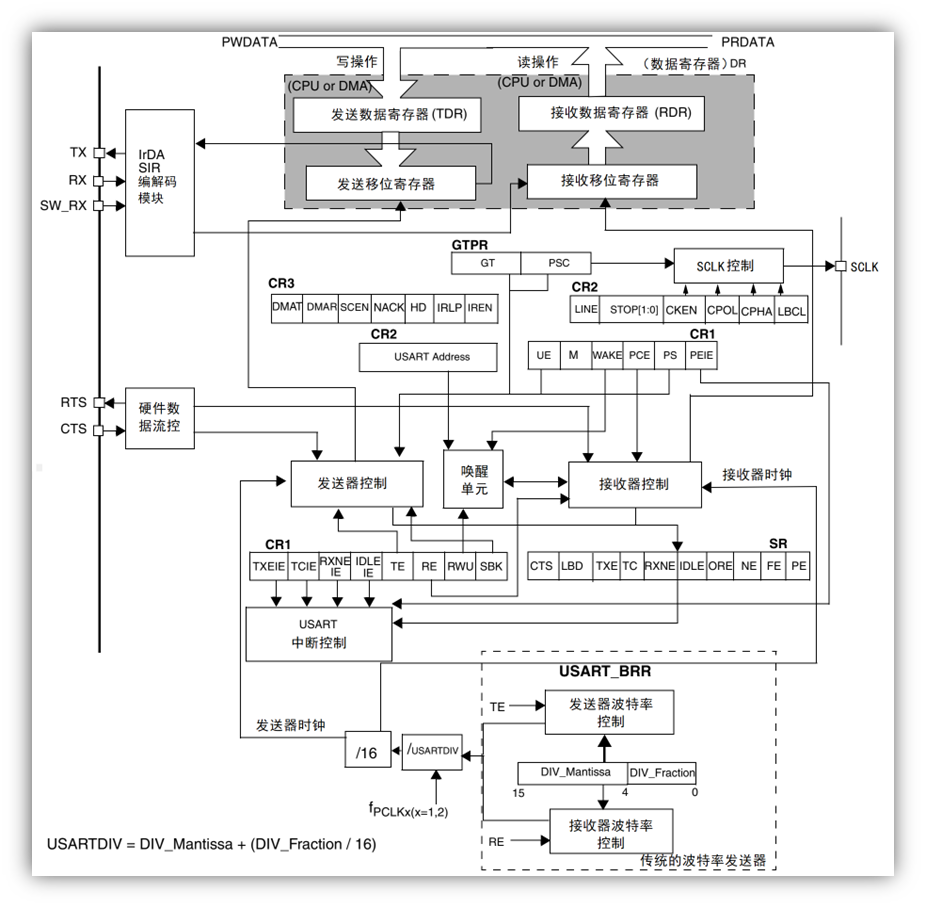 PWDATA
PRDATA
写操作
读操作
（数据寄存器）DR
(CPU or DMA)
(CPU or DMA)
发送数据寄存器(TDR)
接收数据寄存器 (RDR)
TX
RX
SW_RX
IrDA
SIR
编解码
模块
发送移位寄存器
接收移位寄存器
GTPR
GT
PSC
SCLK控制
SCLK
CR3
DMAT
DMAR
SCEN
NACK
HD
IRLP
IREN
CR2
LINE
STOP[1:0]
CKEN
CPOL
CPHA
LBCL
CR2
USART Address
CR1
UE
M
WAKE
PCE
PS
PEIE
RTS
CTS
硬件数
据流控
发送器控制
唤醒
单元
接收器控制
接收器时钟
CR1
TXEIE
TCIE
RXNE
IE
IDLE
IE
TE
RE
RWU
SBK
SR
CTS
LBD
TXE
TC
RXNE
IDLE
ORE
NE
FE
PE
USART
中断控制
USART_BRR
TE
发送器波特率
控制
发送器时钟
/16
/USARTDIV
DIV_Mantissa
DIV_Fraction
15
4
0
fPCLKx(x=1,2)
RE
接收器波特率
控制
传统的波特率发送器
USARTDIV = DIV_Mantissa + (DIV_Fraction / 16)